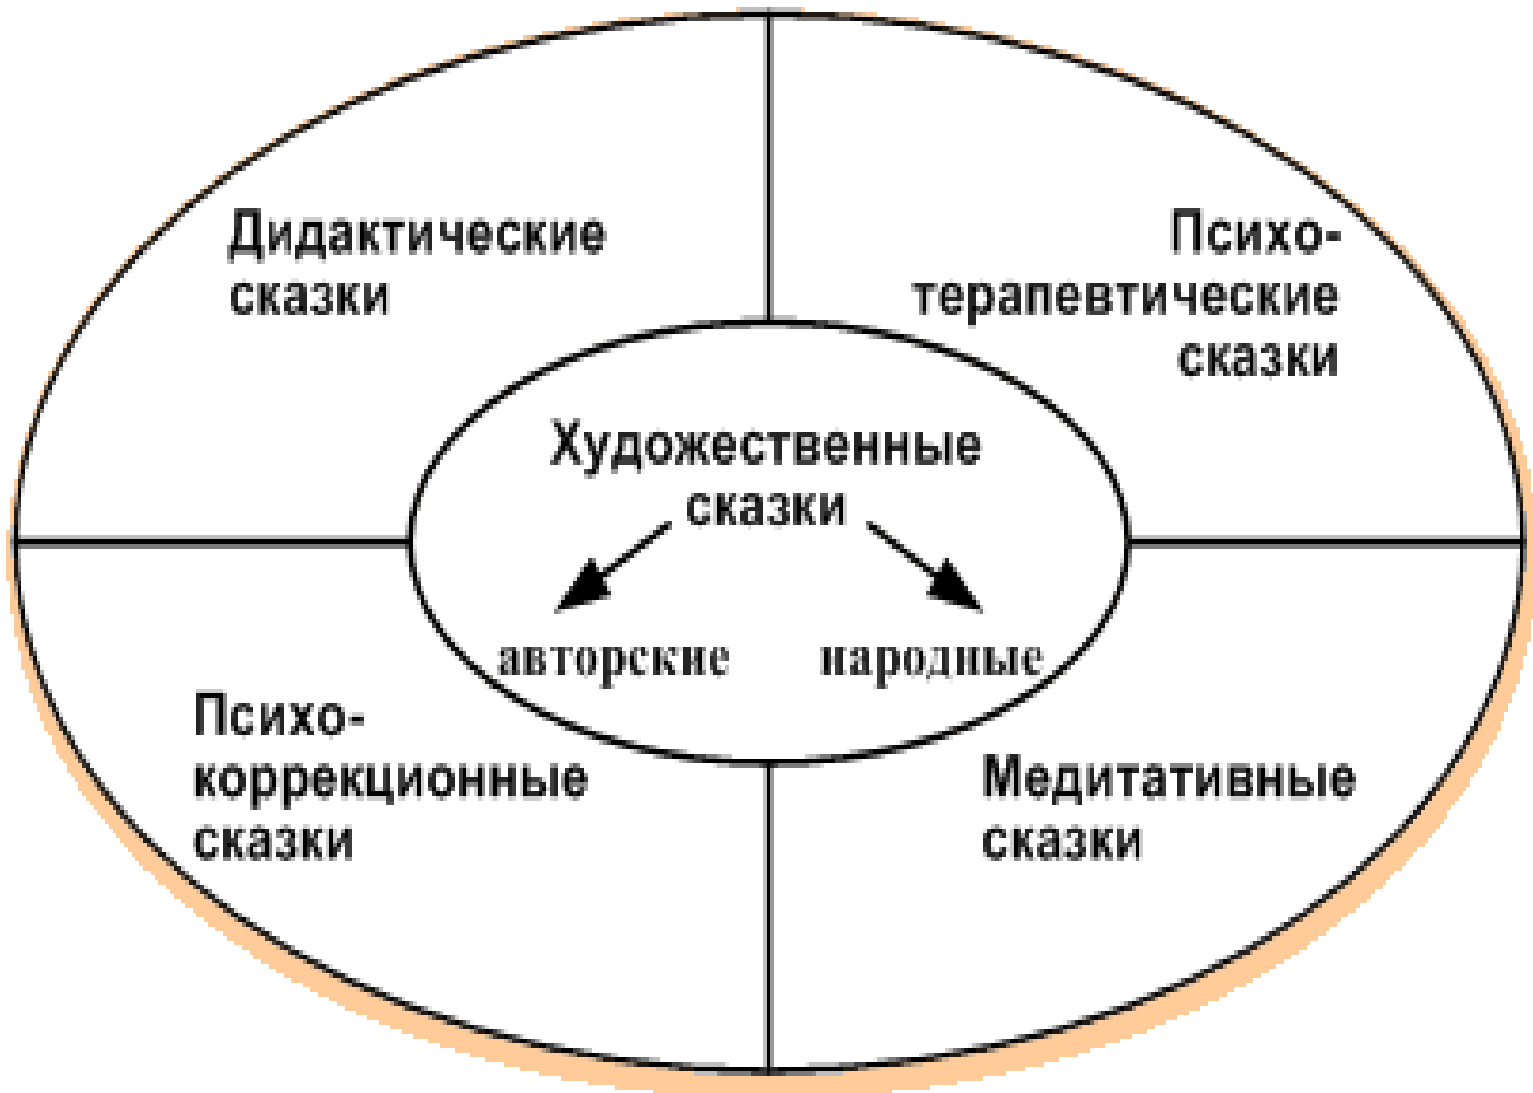 Дидактические
сказки
Психо-
терапевтические
сказки
Художественные
сказки
авторские
народные
Психо-
коррекционные
сказки
Медитативные
сказки